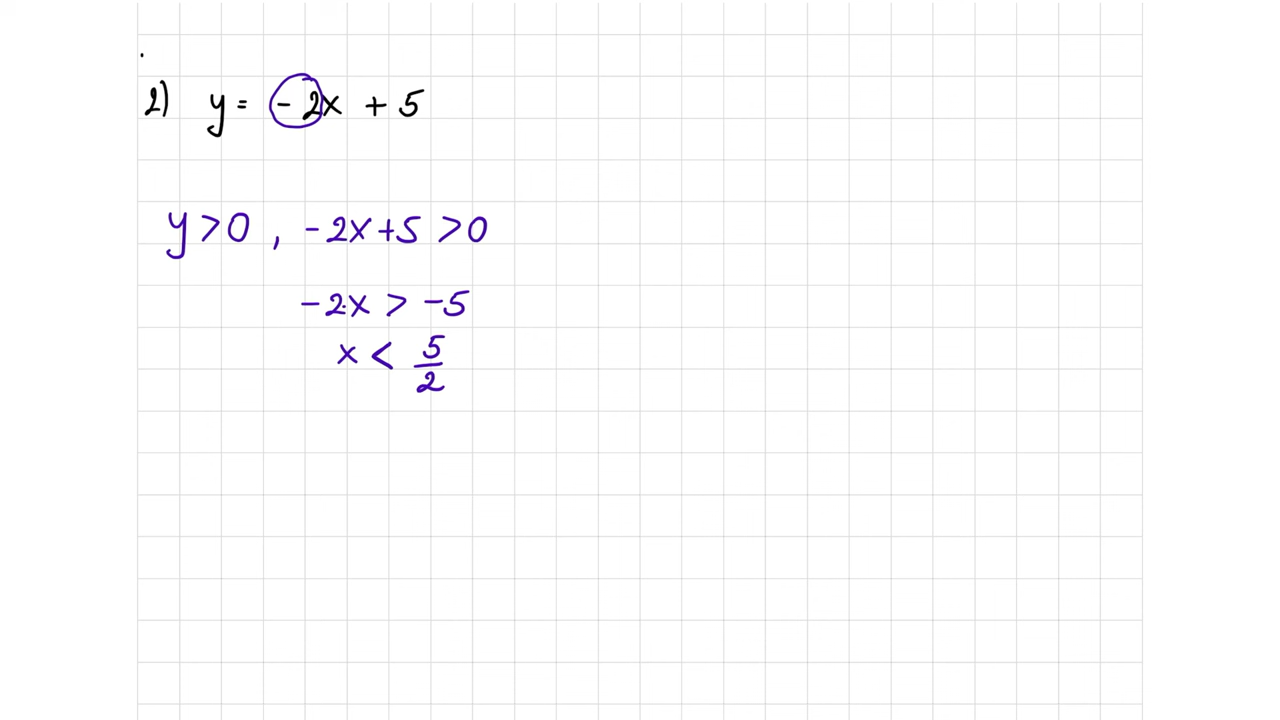 2) y = -2x + 5
y > 0 , -2x + 5 > 0
-2x > -5
x < 5/2